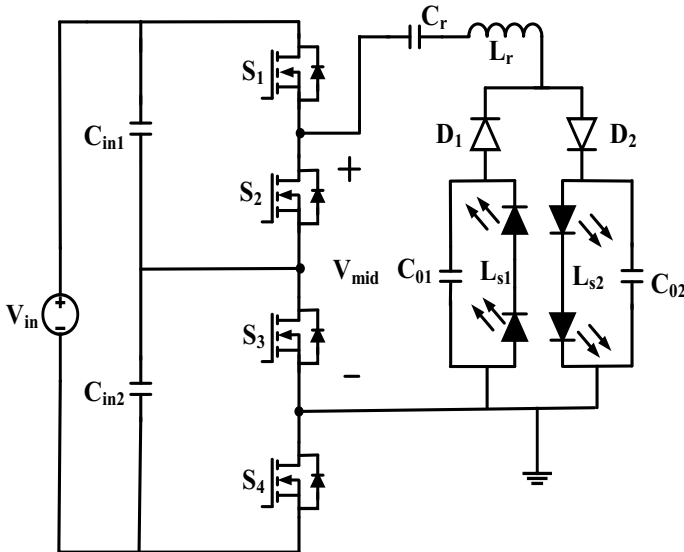 C_r
L_r
S_1
D_1
D_2
C_in1
+
S_2
V_mid
C_01
L_s1
L_s2
C_02
V_in
+
-
S_3
−
C_in2
S_4